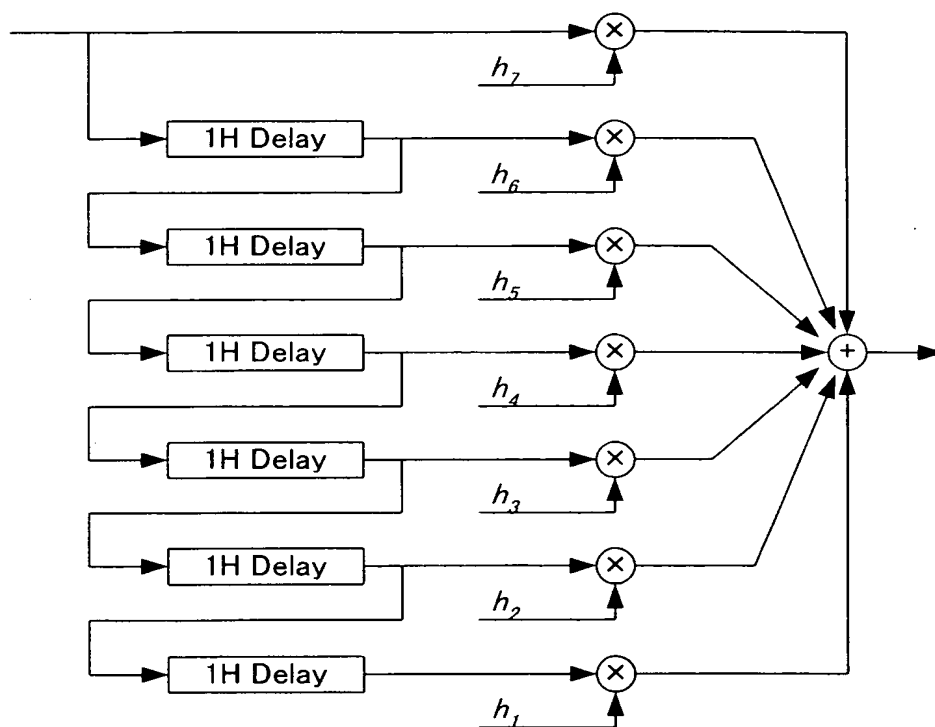 ×
h7
1H Delay
×
h6
1H Delay
×
h5
1H Delay
×
+
h4
1H Delay
×
h3
1H Delay
×
h2
1H Delay
×
h1